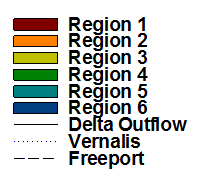 Region 1
Region 2
Region 3
Region 4
Region 5
Region 6
Delta Outflow
Vernalis
Freeport